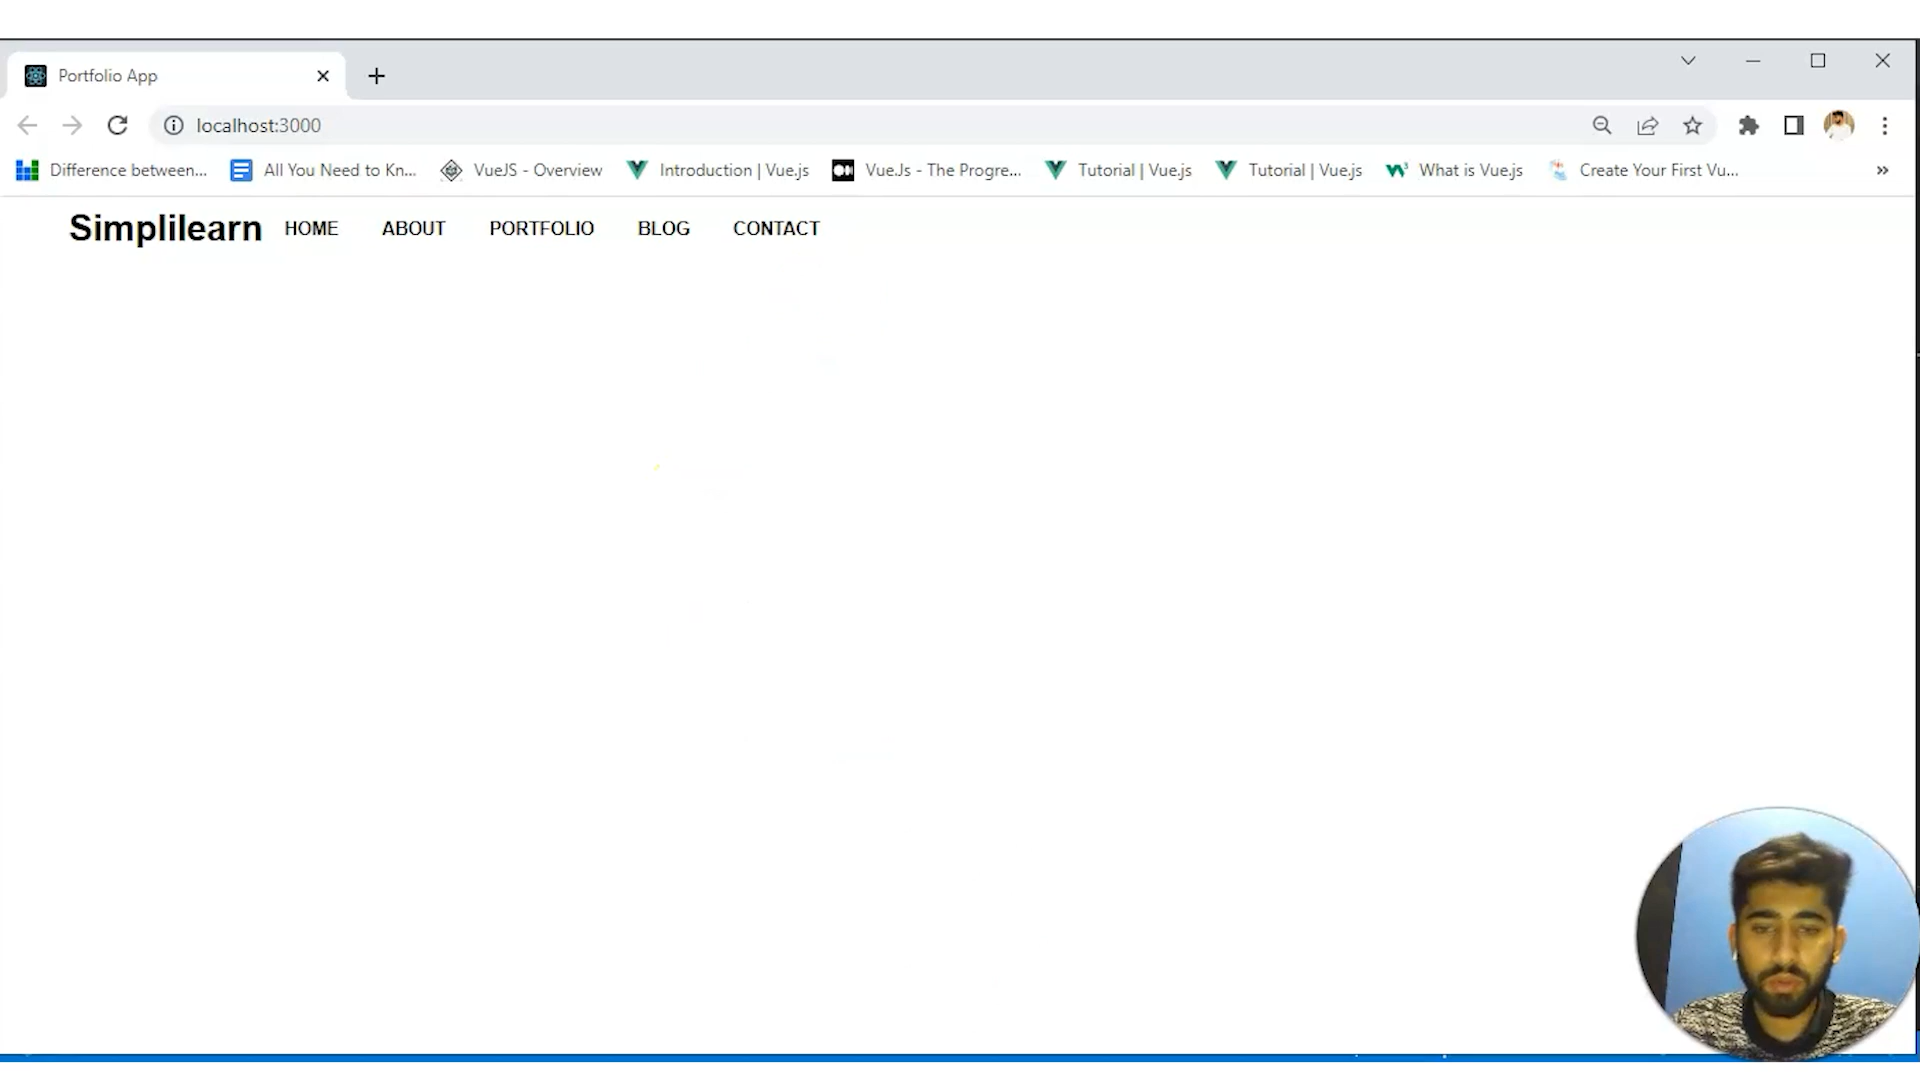 Portfolio App
localhost:3000
Difference between... All You Need to Kn... VueJS - Overview Introduction | Vue.js Vue.Js - The Progre... Tutorial | Vue.js Tutorial | Vue.js What is Vue.js Create Your First Vu... »
Simplilearn HOME ABOUT PORTFOLIO BLOG CONTACT